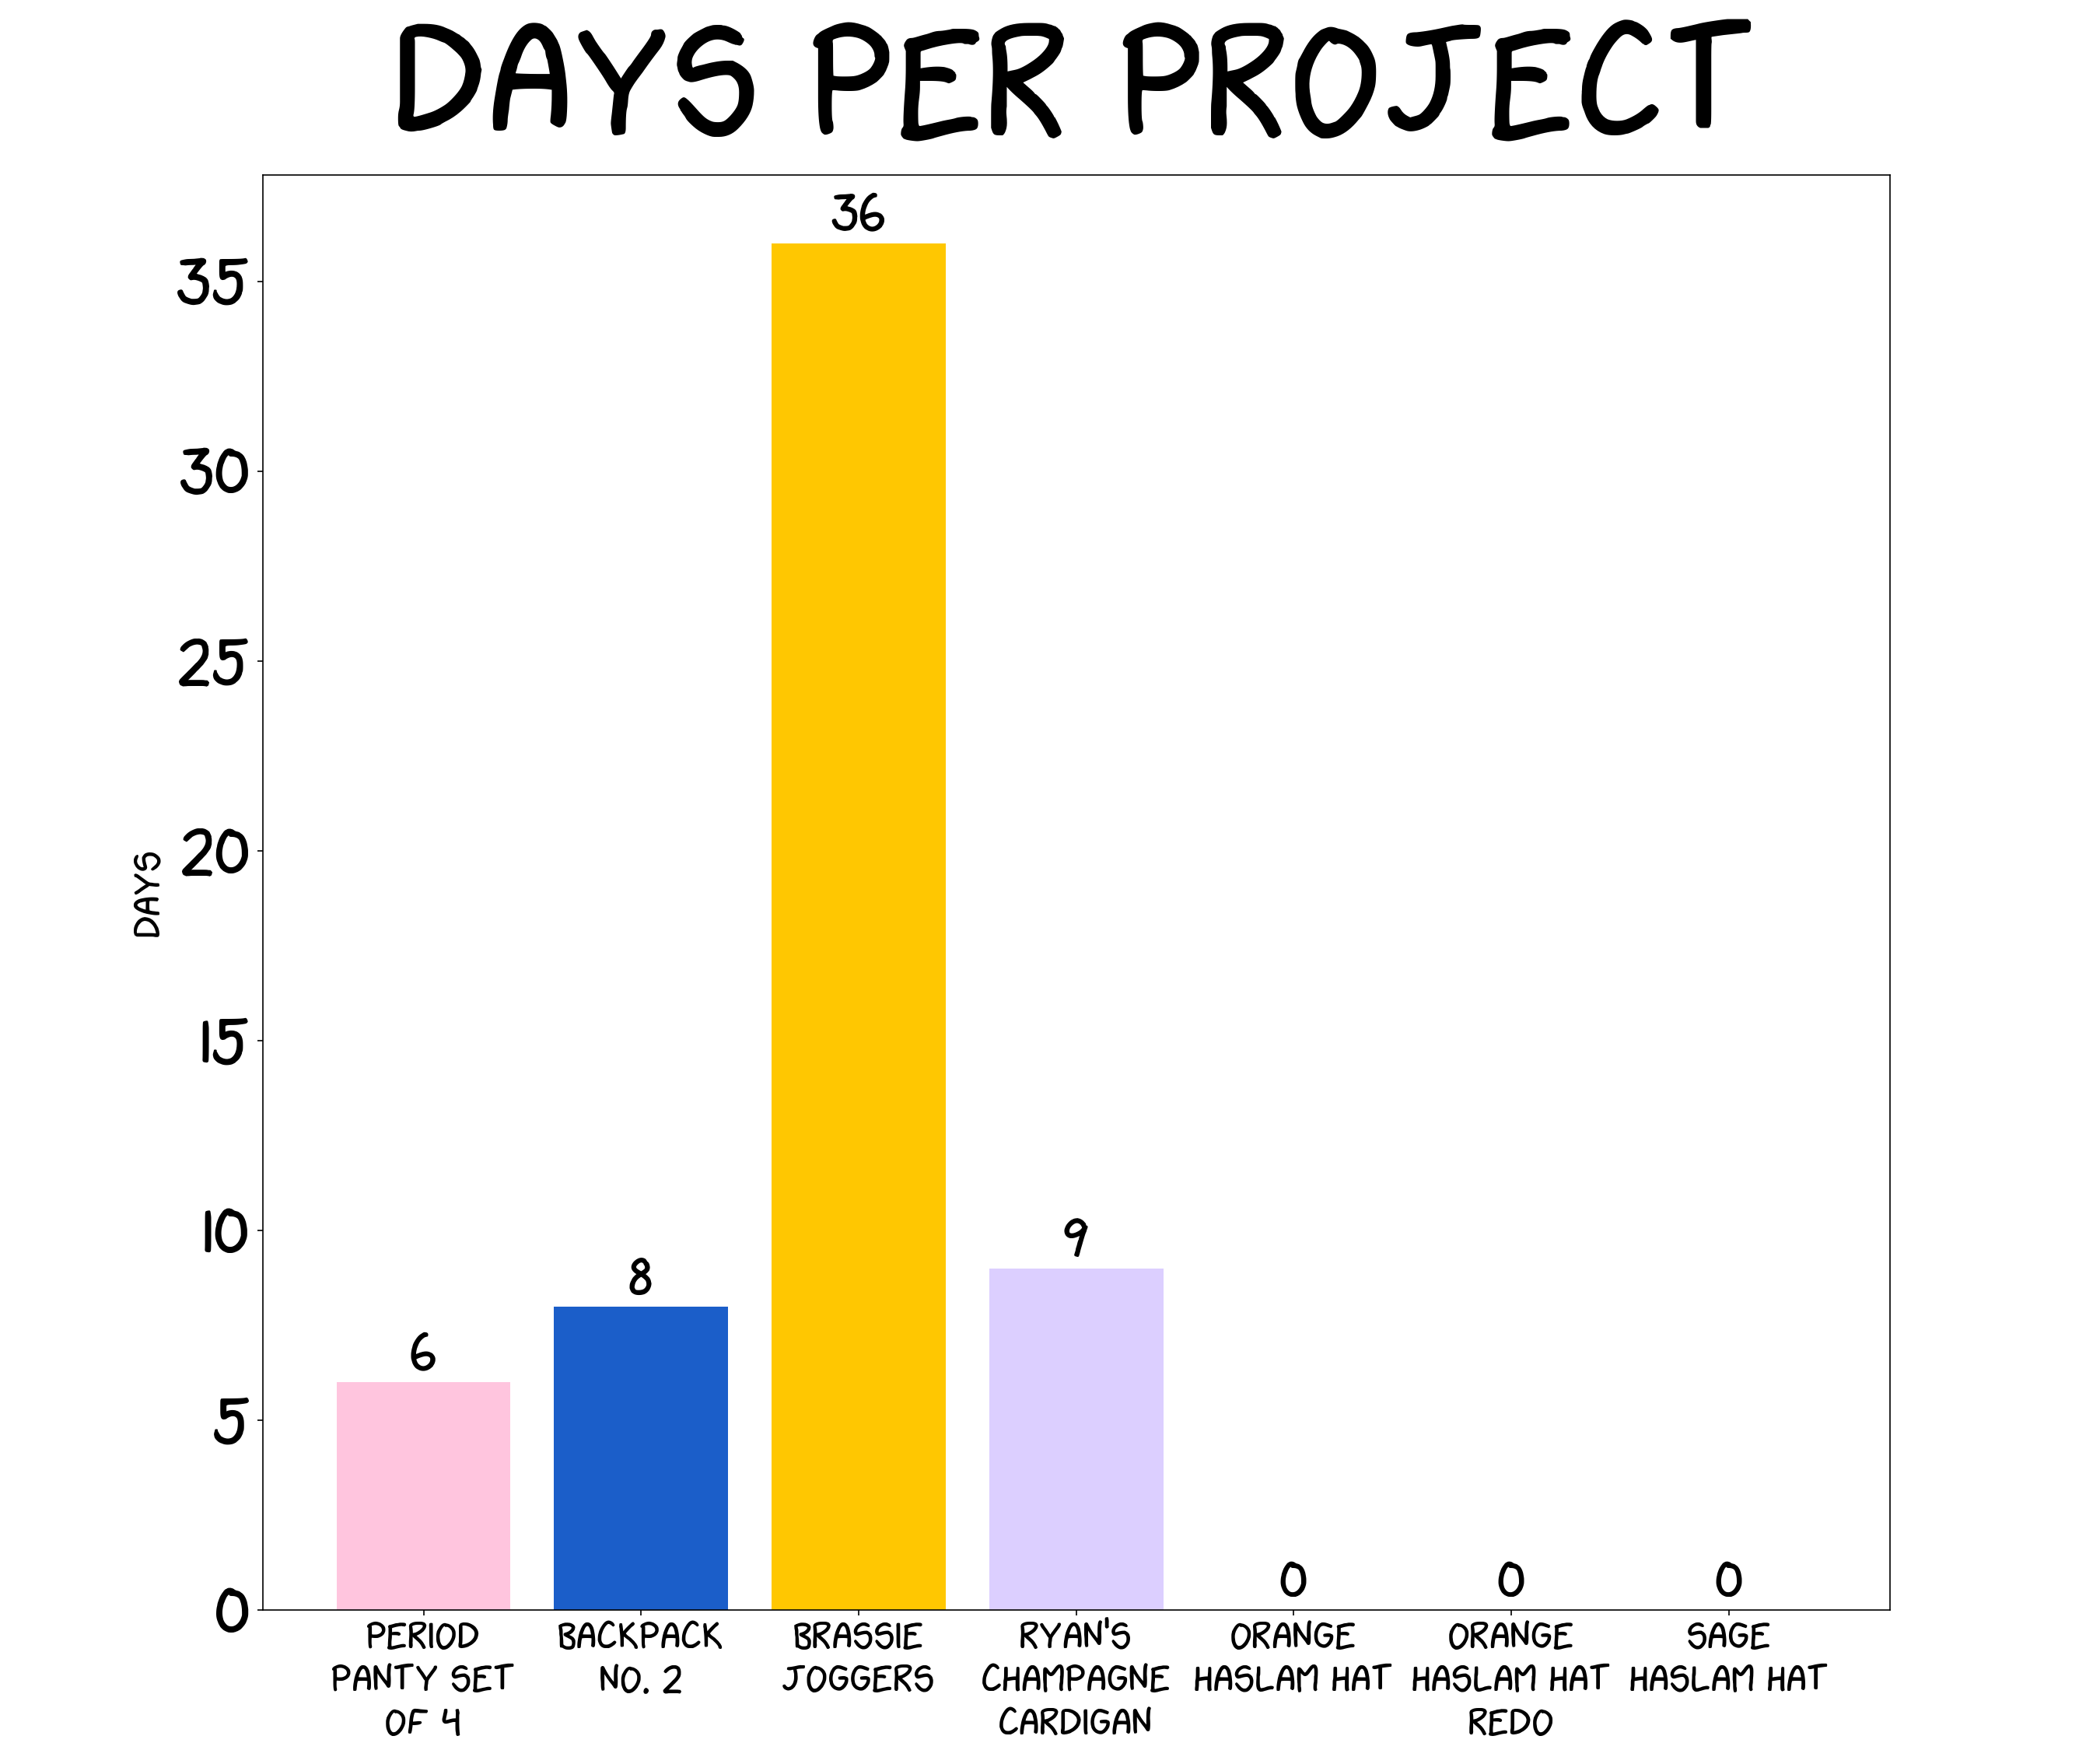 DAYS PER PROJECT
36
35
30
25
20
DAYS
15
10
9
8
6
5
0
0
0
0
PERIOD
PANTY SET
OF 4
BACKPACK
NO. 2
BRASSIE
JOGGERS
RYAN'S
CHAMPAGNE
CARDIGAN
ORANGE
HASLAM HAT
ORANGE
HASLAM HAT
REDO
SAGE
HASLAM HAT